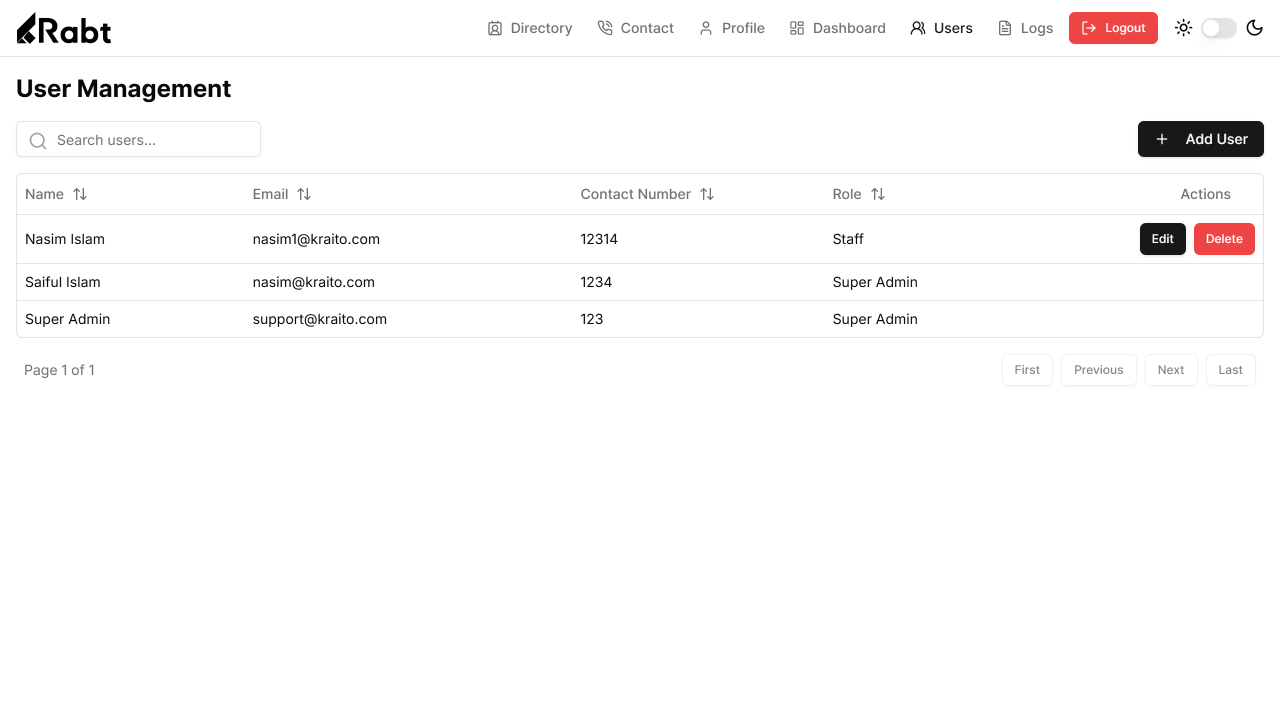 Rabt
Directory Contact Profile Dashboard Users Logs Logout
User Management
Search users...
Add User
Name Email Contact Number Role Actions
Nasim Islam nasim1@kraito.com 12314 Staff Edit Delete
Saiful Islam nasim@kraito.com 1234 Super Admin
Super Admin support@kraito.com 123 Super Admin
Page 1 of 1 First Previous Next Last